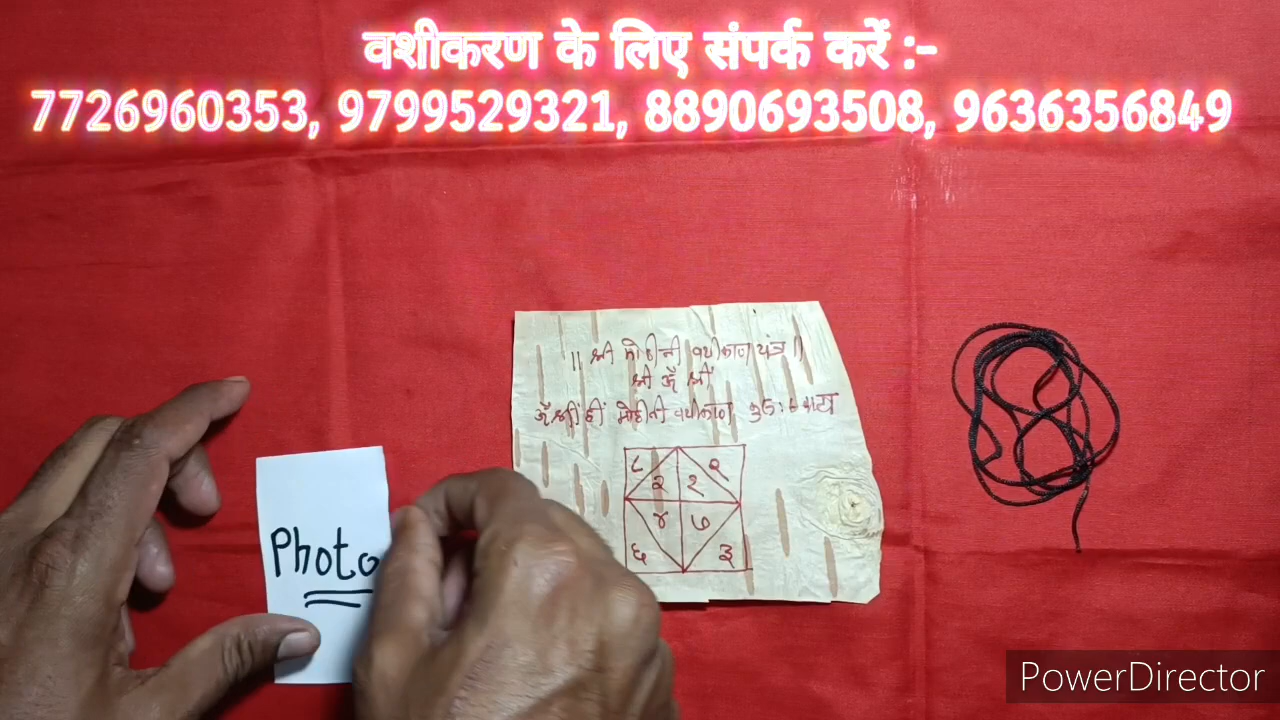 वशीकरण के लिए संपर्क करें :-
7726960353, 9799529321, 8890693508, 9636356849
|| श्री मोहीनी वशीकरण यंत्र ||
श्री ॐ श्रीं
ॐ श्रीं ह्रीं मोहीनी वशीकरण
८ २ १ २
४ ७
६ ३
Photo
PowerDirector